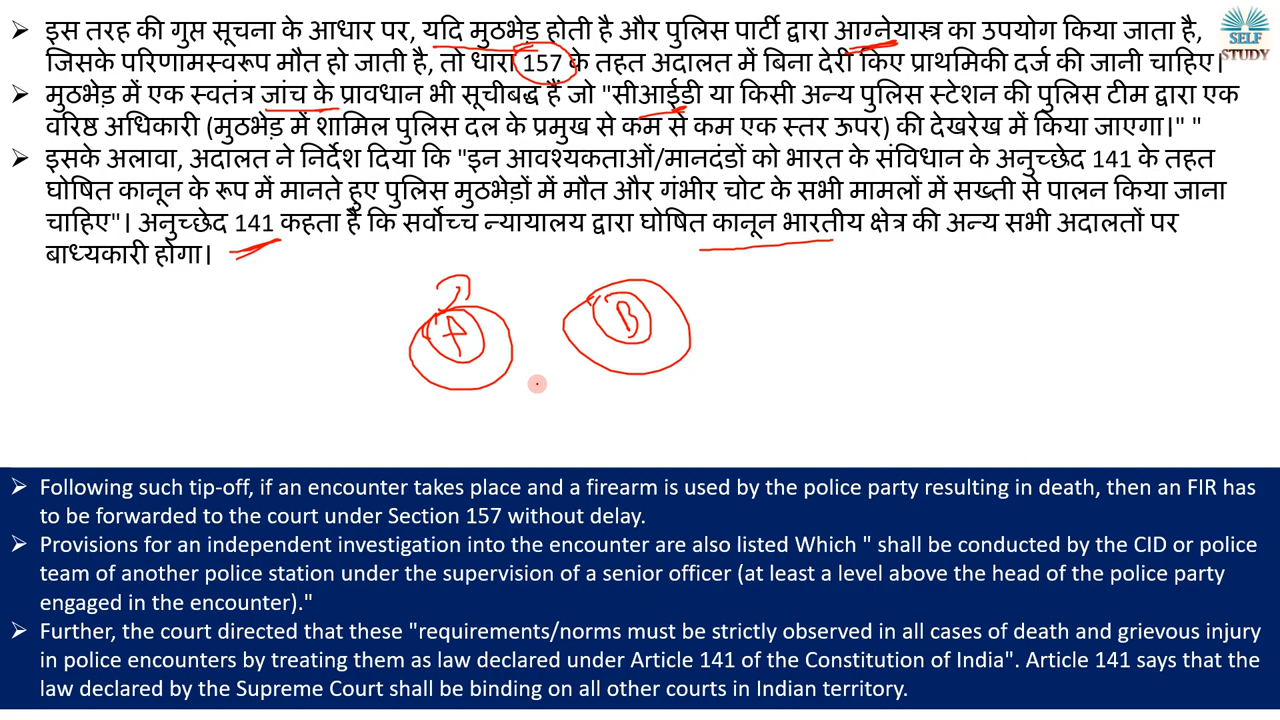 ➢ इस तरह की गुप्त सूचना के आधार पर, यदि मुठभेड़ होती है और पुलिस पार्टी द्वारा आग्नेयास्त्र का उपयोग किया जाता है,
जिसके परिणामस्वरूप मौत हो जाती है, तो धारा 157 के तहत अदालत में बिना देरी किए प्राथमिकी दर्ज की जानी चाहिए।
➢ मुठभेड़ में एक स्वतंत्र जांच के प्रावधान भी सूचीबद्ध हैं जो "सीआईडी या किसी अन्य पुलिस स्टेशन की पुलिस टीम द्वारा एक
वरिष्ठ अधिकारी (मुठभेड़ में शामिल पुलिस दल के प्रमुख से कम से कम एक स्तर ऊपर) की देखरेख में किया जाएगा।" "
➢ इसके अलावा, अदालत ने निर्देश दिया कि "इन आवश्यकताओं/मानदंडों को भारत के संविधान के अनुच्छेद 141 के तहत
घोषित कानून के रूप में मानते हुए पुलिस मुठभेड़ों में मौत और गंभीर चोट के सभी मामलों में सख्ती से पालन किया जाना
चाहिए"। अनुच्छेद 141 कहता है कि सर्वोच्च न्यायालय द्वारा घोषित कानून भारतीय क्षेत्र की अन्य सभी अदालतों पर
बाध्यकारी होगा।
SELF
STUDY
A B
➢ Following such tip-off, if an encounter takes place and a firearm is used by the police party resulting in death, then an FIR has
to be forwarded to the court under Section 157 without delay.
➢ Provisions for an independent investigation into the encounter are also listed Which " shall be conducted by the CID or police
team of another police station under the supervision of a senior officer (at least a level above the head of the police party
engaged in the encounter)."
➢ Further, the court directed that these "requirements/norms must be strictly observed in all cases of death and grievous injury
in police encounters by treating them as law declared under Article 141 of the Constitution of India". Article 141 says that the
law declared by the Supreme Court shall be binding on all other courts in Indian territory.